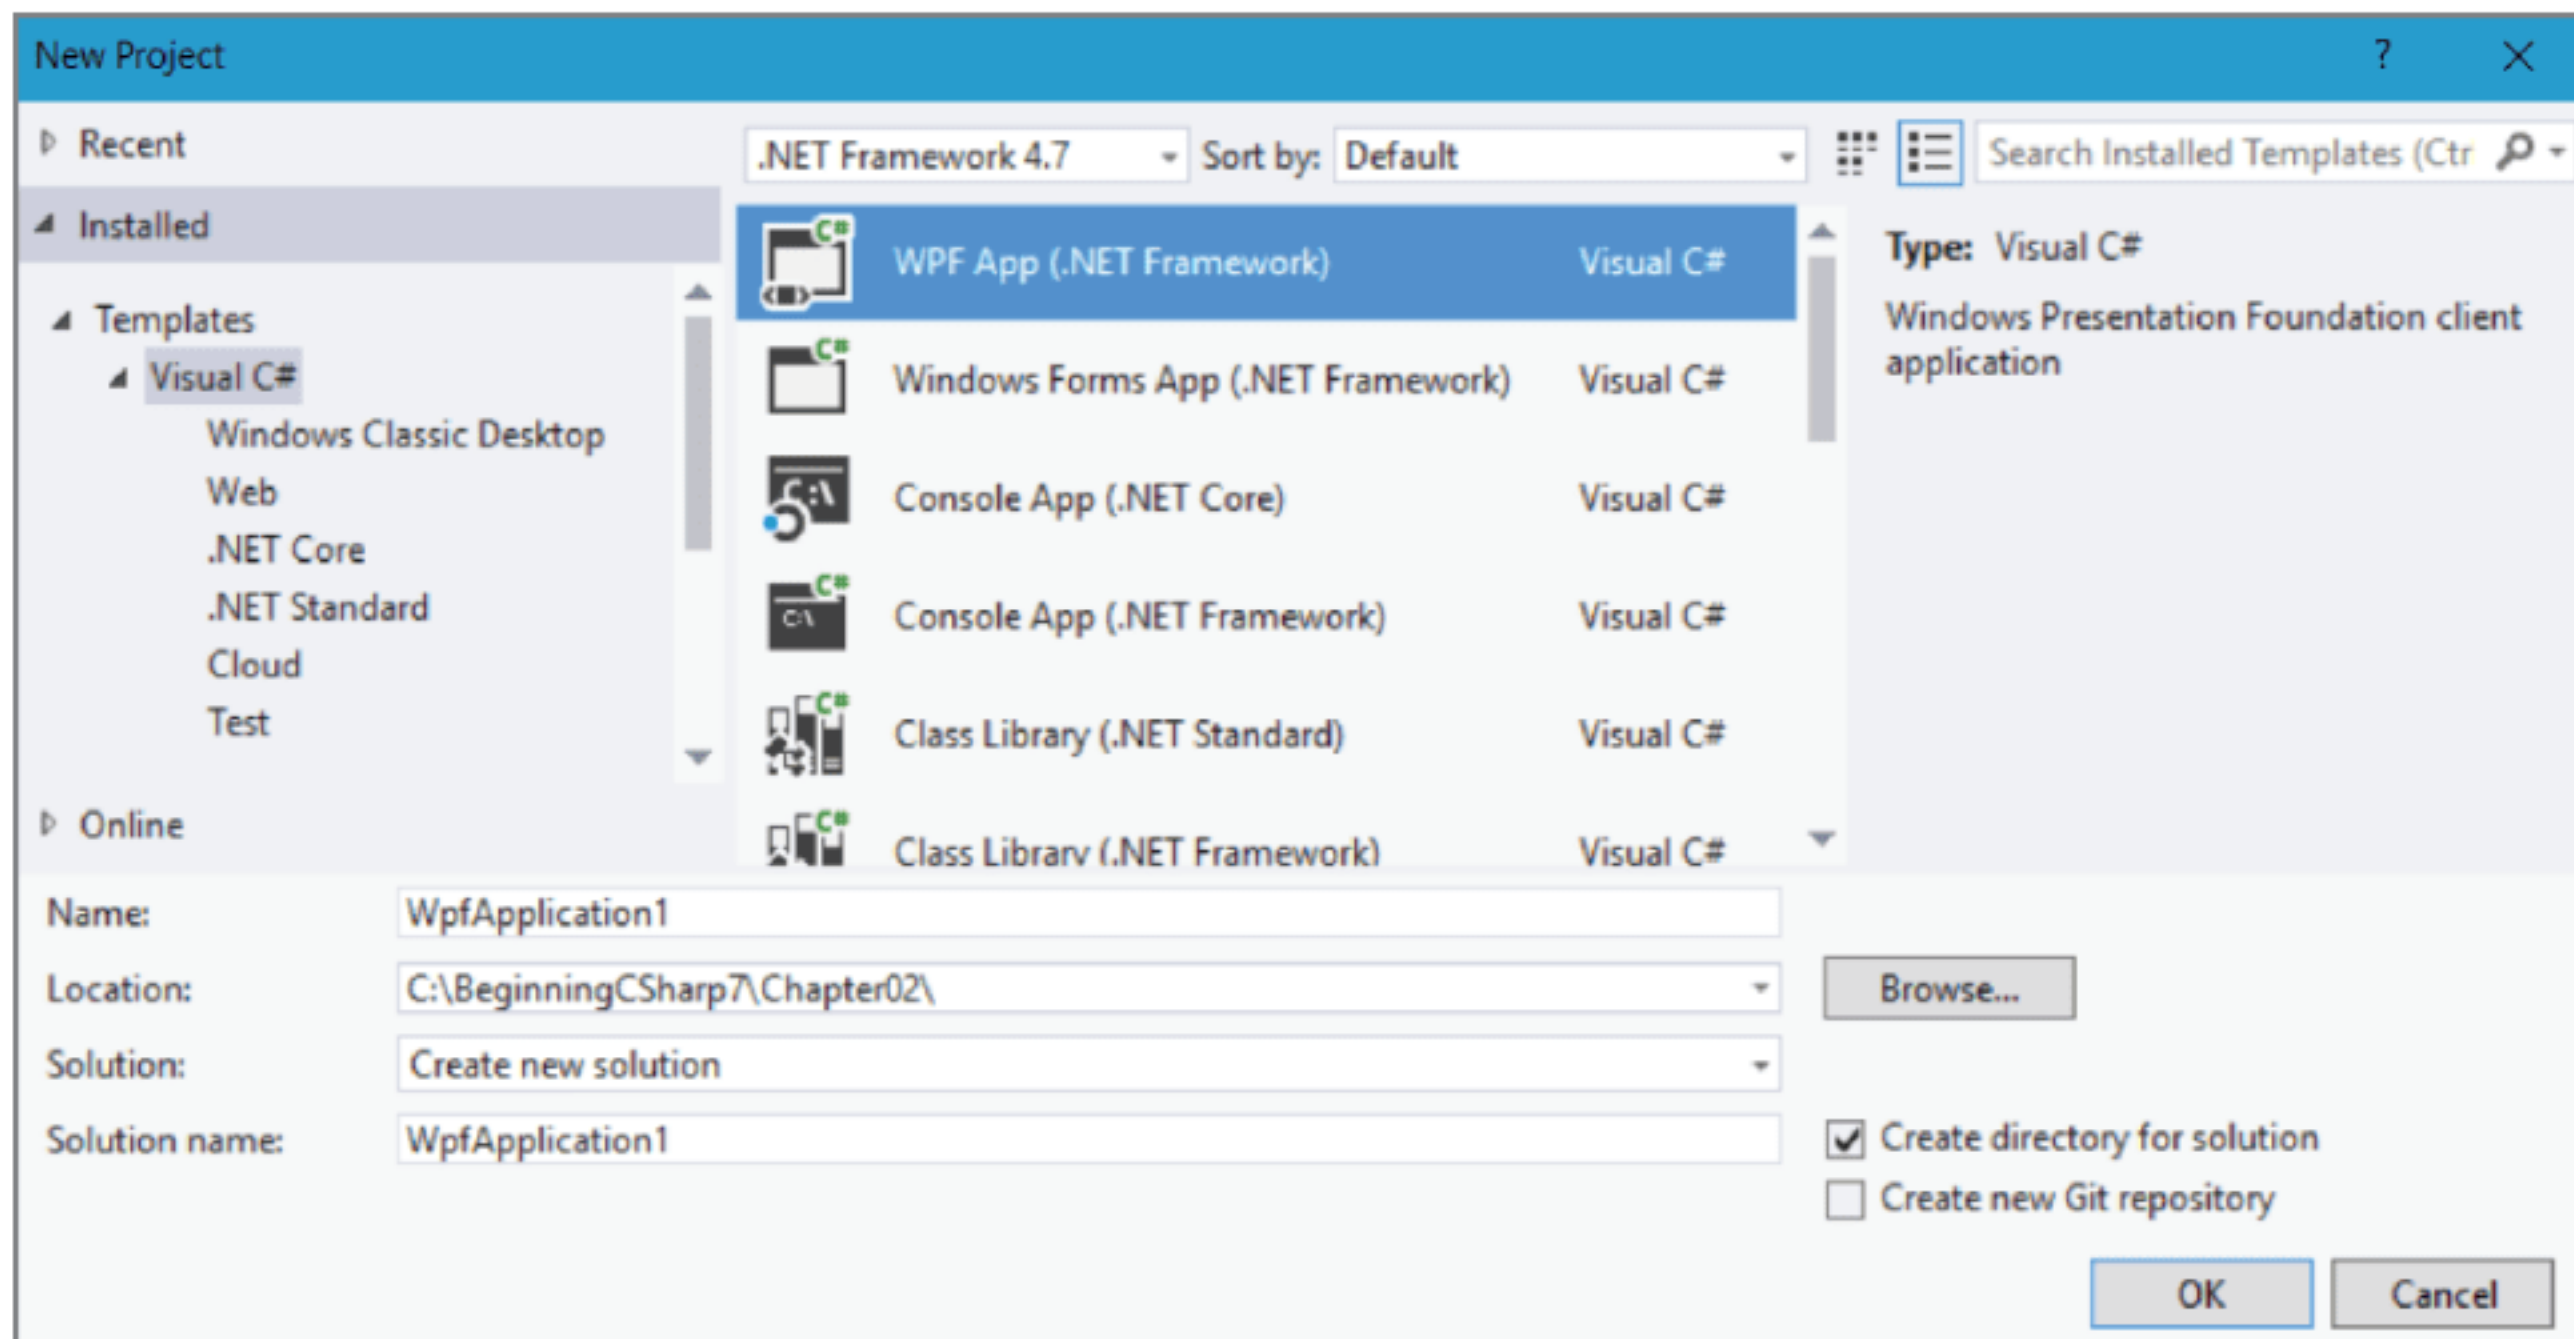 New Project
?
Recent
Installed
Templates
Visual C#
Windows Classic Desktop
Web
.NET Core
.NET Standard
Cloud
Test
Online
.NET Framework 4.7
Sort by: Default
Search Installed Templates (Ctr
WPF App (.NET Framework) Visual C#
Windows Forms App (.NET Framework) Visual C#
Console App (.NET Core) Visual C#
Console App (.NET Framework) Visual C#
Class Library (.NET Standard) Visual C#
Class Library (.NET Framework) Visual C#
Type: Visual C#
Windows Presentation Foundation client
application
Name: WpfApplication1
Location: C:\BeginningCSharp7\Chapter02\
Browse...
Solution: Create new solution
Solution name: WpfApplication1
Create directory for solution
Create new Git repository
OK Cancel